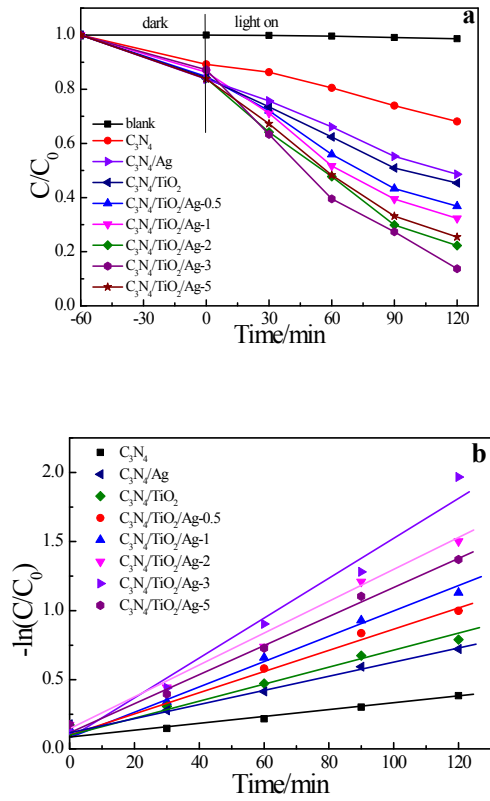 dark light on a
1.0
0.8
0.6
0.4
0.2
0.0
C/C₀
blank
C₃N₄
C₃N₄/Ag
C₃N₄/TiO₂
C₃N₄/TiO₂/Ag-0.5
C₃N₄/TiO₂/Ag-1
C₃N₄/TiO₂/Ag-2
C₃N₄/TiO₂/Ag-3
C₃N₄/TiO₂/Ag-5
-60 -30 0 30 60 90 120
Time/min
b
2.0
1.5
1.0
0.5
0.0
-ln(C/C₀)
C₃N₄
C₃N₄/Ag
C₃N₄/TiO₂
C₃N₄/TiO₂/Ag-0.5
C₃N₄/TiO₂/Ag-1
C₃N₄/TiO₂/Ag-2
C₃N₄/TiO₂/Ag-3
C₃N₄/TiO₂/Ag-5
0 30 60 90 120
Time/min